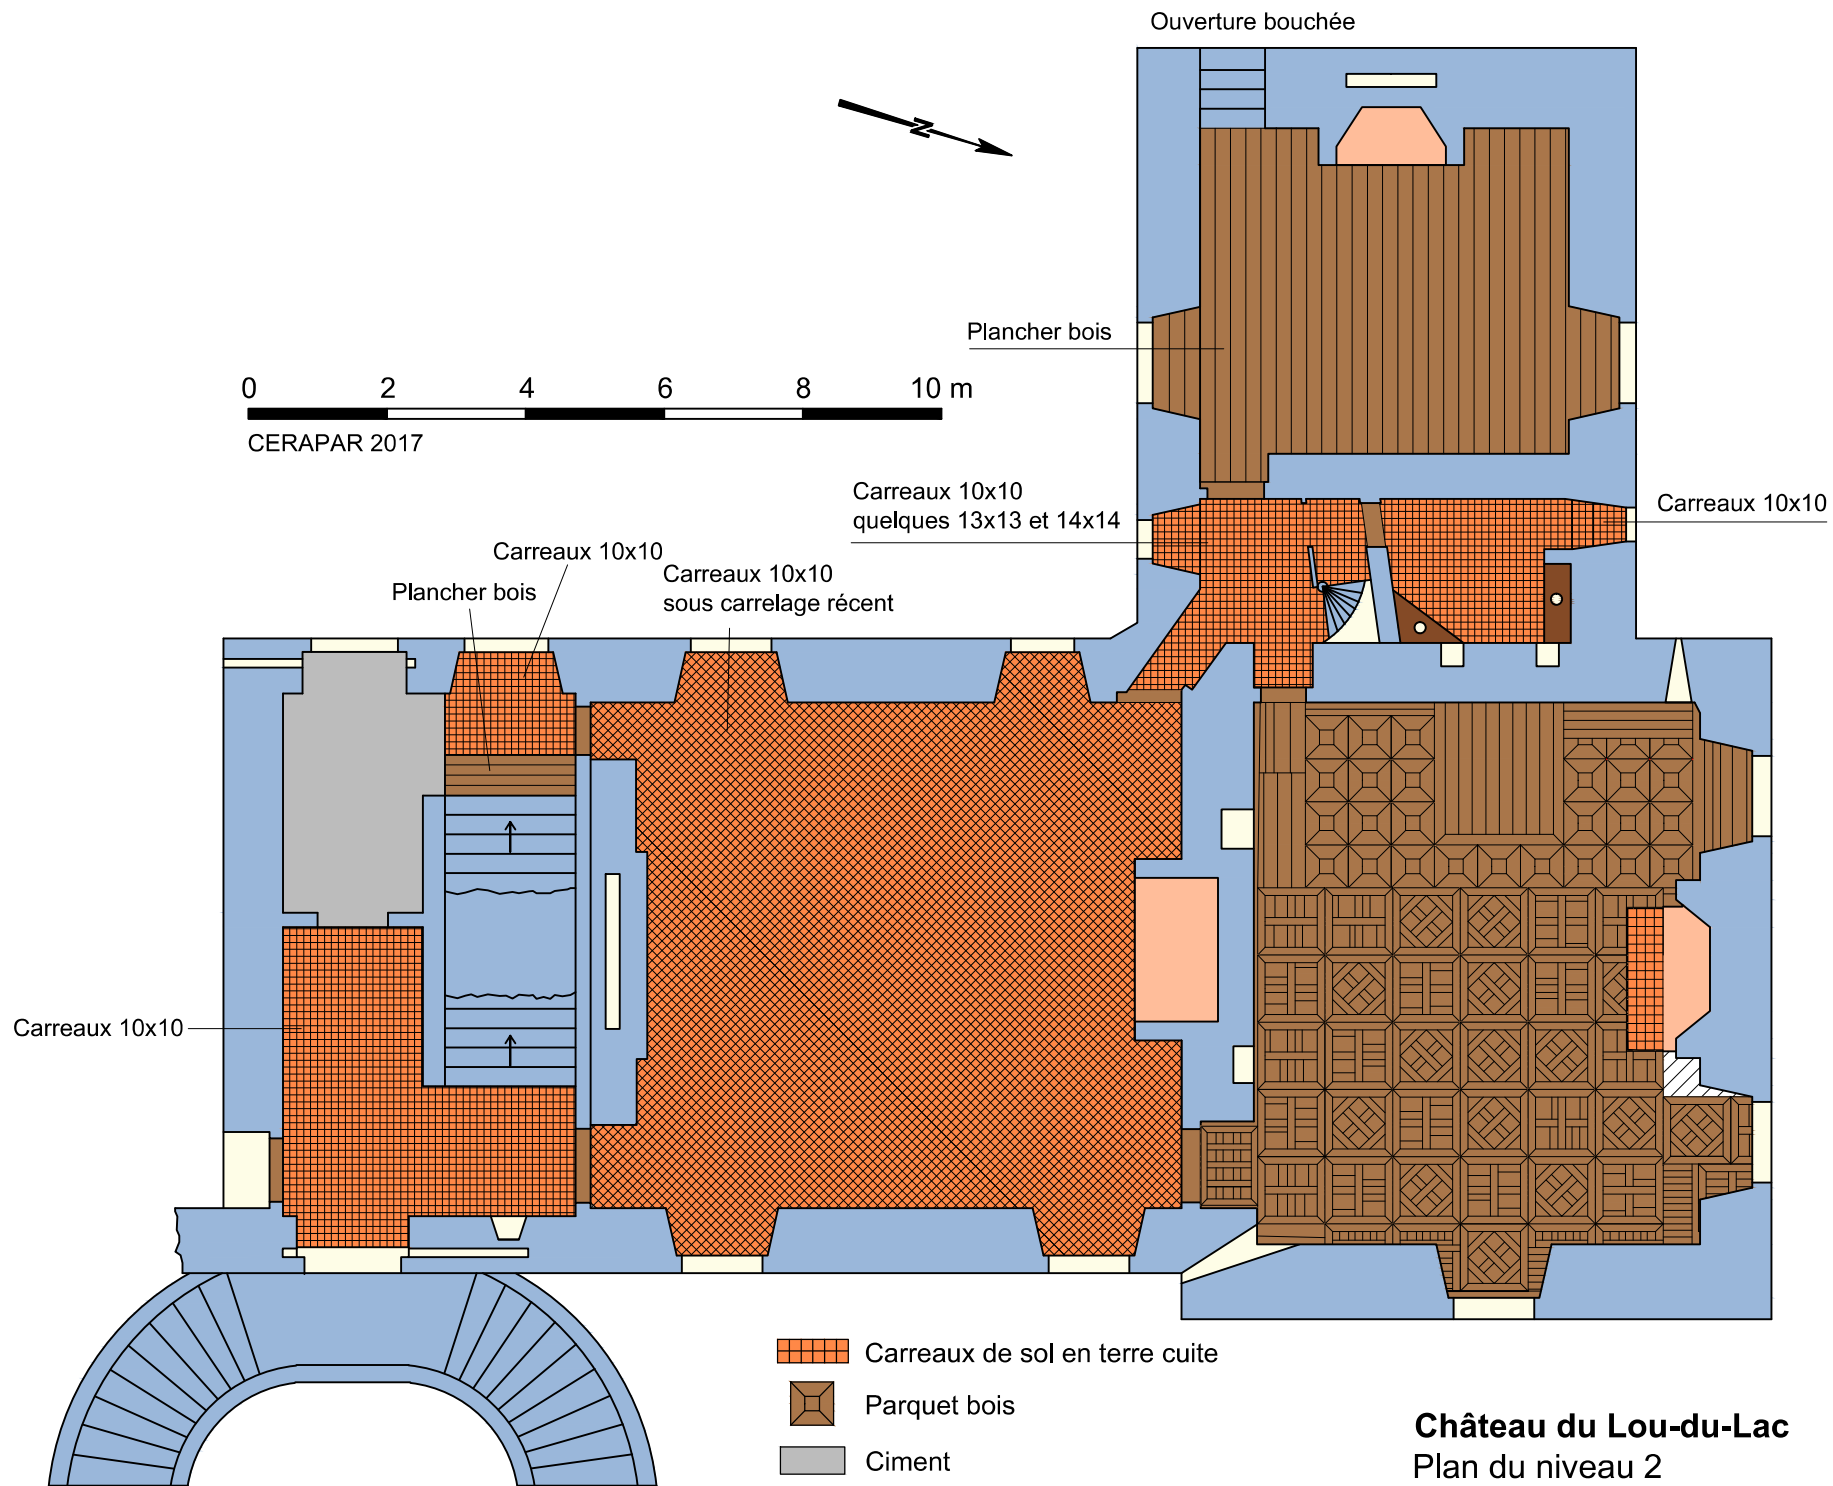 Ouverture bouchée
N
Plancher bois
0 2 4 6 8 10 m
CERAPAR 2017
Carreaux 10x10
quelques 13x13 et 14x14
Carreaux 10x10
Carreaux 10x10
Plancher bois
Carreaux 10x10
sous carrelage récent
Carreaux 10x10
Carreaux de sol en terre cuite
Parquet bois
Ciment
Château du Lou-du-Lac
Plan du niveau 2